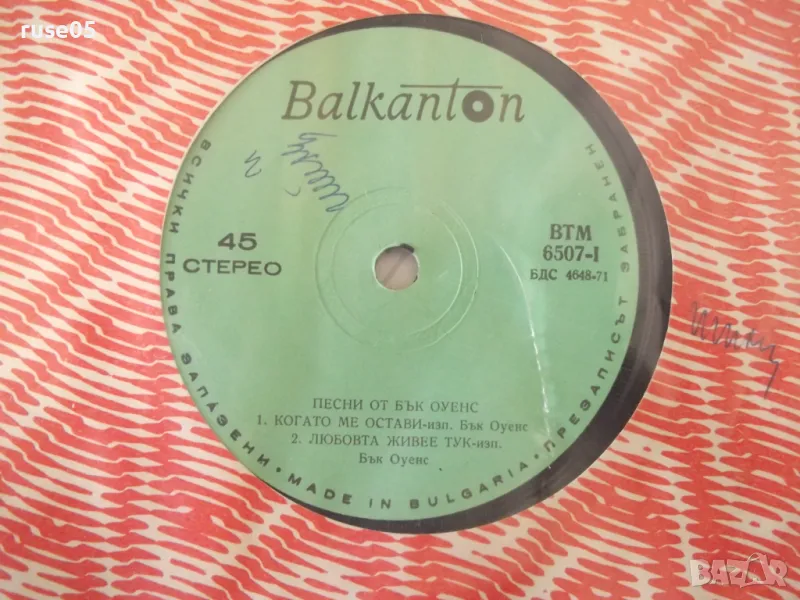 ruse05
Balkanton
45
СТЕРЕО
ВТМ
6507-I
БДС 4648-71
ПЕСНИ ОТ БЪК ОУЕНС
1. КОГАТО МЕ ОСТАВИ-изп. Бък Оуенс
2. ЛЮБОВТА ЖИВЕЕ ТУК-изп.
Бък Оуенс
ВСИЧКИ ПРАВА ЗАПАЗЕНИ • MADE IN BULGARIA • ПРЕЗАПИСЪТ ЗАБРАНЕН
BAZAR